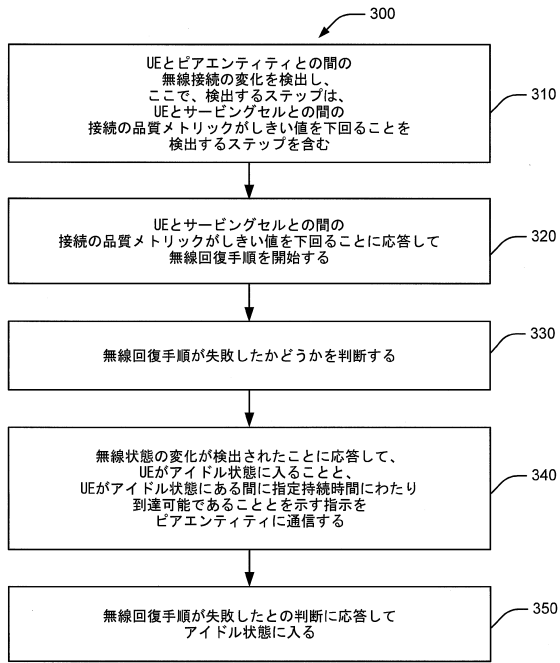 300
UEとピアエンティティとの間の
無線接続の変化を検出し、
ここで、検出するステップは、
UEとサービングセルとの間の
接続の品質メトリックがしきい値を下回ることを
検出するステップを含む
310
UEとサービングセルとの間の
接続の品質メトリックがしきい値を下回ることに応答して
無線回復手順を開始する
320
無線回復手順が失敗したかどうかを判断する
330
無線状態の変化が検出されたことに応答して、
UEがアイドル状態に入ることと、
UEがアイドル状態にある間に指定持続時間にわたり
到達可能であることとを示す指示を
ピアエンティティに通信する
340
無線回復手順が失敗したとの判断に応答して
アイドル状態に入る
350